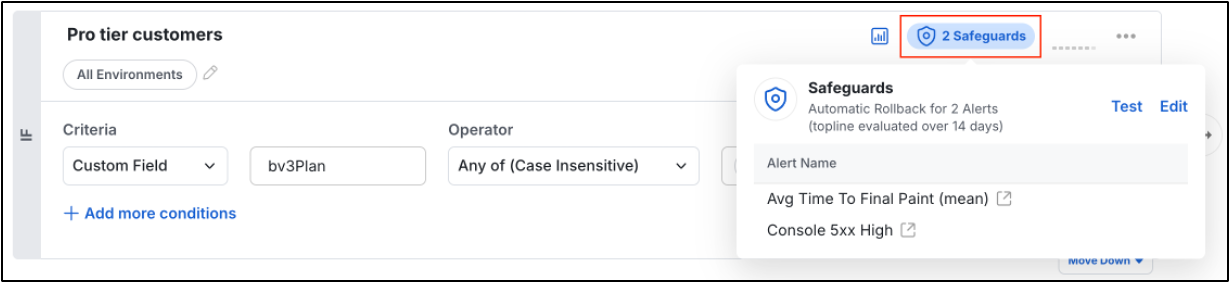 Pro tier customers
2 Safeguards
All Environments
Safeguards
Automatic Rollback for 2 Alerts
(topline evaluated over 14 days)
Test Edit
IF
Criteria
Operator
Custom Field
bv3Plan
Any of (Case Insensitive)
Alert Name
Avg Time To Final Paint (mean)
Console 5xx High
Add more conditions
Move Down